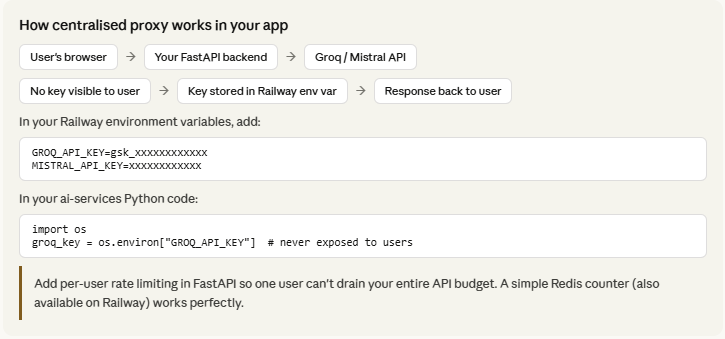 How centralised proxy works in your app
User's browser → Your FastAPI backend → Groq / Mistral API
No key visible to user → Key stored in Railway env var → Response back to user
In your Railway environment variables, add:
GROQ_API_KEY=gsk_xxxxxxxxxxxx
MISTRAL_API_KEY=xxxxxxxxxxxx
In your ai-services Python code:
import os
groq_key = os.environ["GROQ_API_KEY"]  # never exposed to users
Add per-user rate limiting in FastAPI so one user can't drain your entire API budget. A simple Redis counter (also
available on Railway) works perfectly.